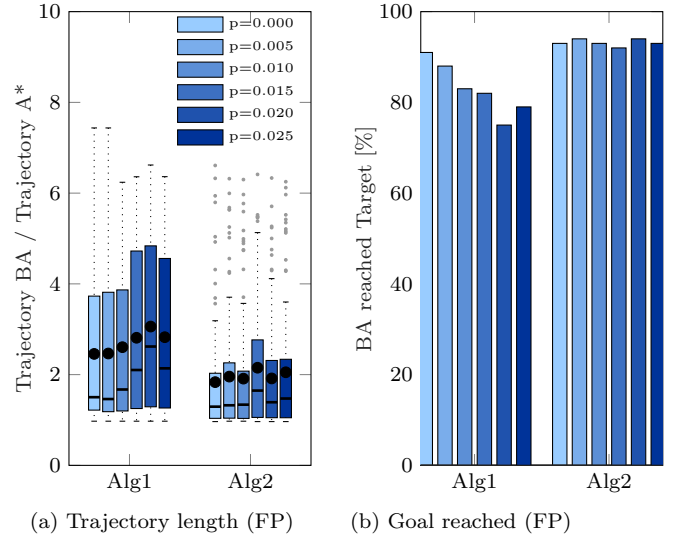 Trajectory BA / Trajectory A*
10
8
6
4
2
0
p=0.000
p=0.005
p=0.010
p=0.015
p=0.020
p=0.025
Alg1 Alg2
(a) Trajectory length (FP)
BA reached Target [%]
100
80
60
40
20
0
Alg1 Alg2
(b) Goal reached (FP)